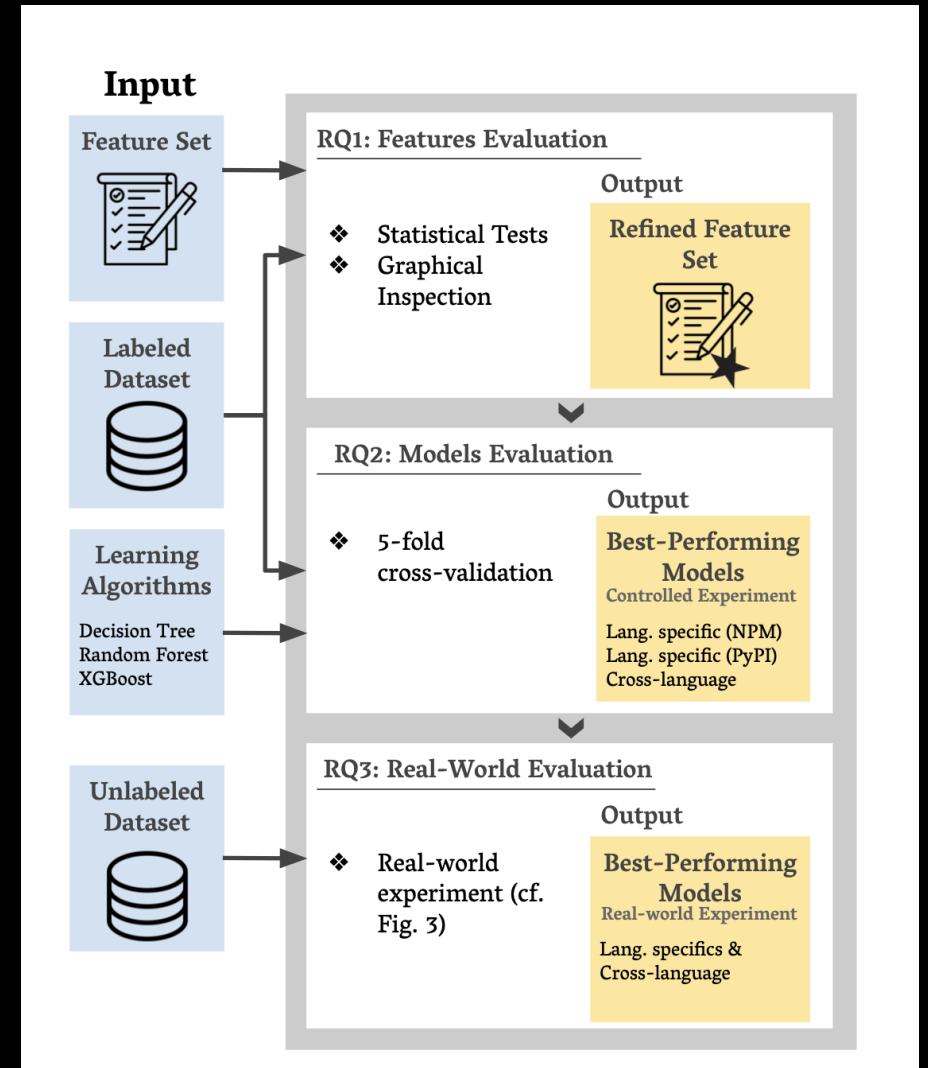 Input
Feature Set
Labeled
Dataset
Learning
Algorithms
Decision Tree
Random Forest
XGBoost
Unlabeled
Dataset
RQ1: Features Evaluation
❖ Statistical Tests
❖ Graphical
Inspection
Output
Refined Feature
Set
RQ2: Models Evaluation
❖ 5-fold
cross-validation
Output
Best-Performing
Models
Controlled Experiment
Lang. specific (NPM)
Lang. specific (PyPI)
Cross-language
RQ3: Real-World Evaluation
❖ Real-world
experiment (cf.
Fig. 3)
Output
Best-Performing
Models
Real-world Experiment
Lang. specifics &
Cross-language